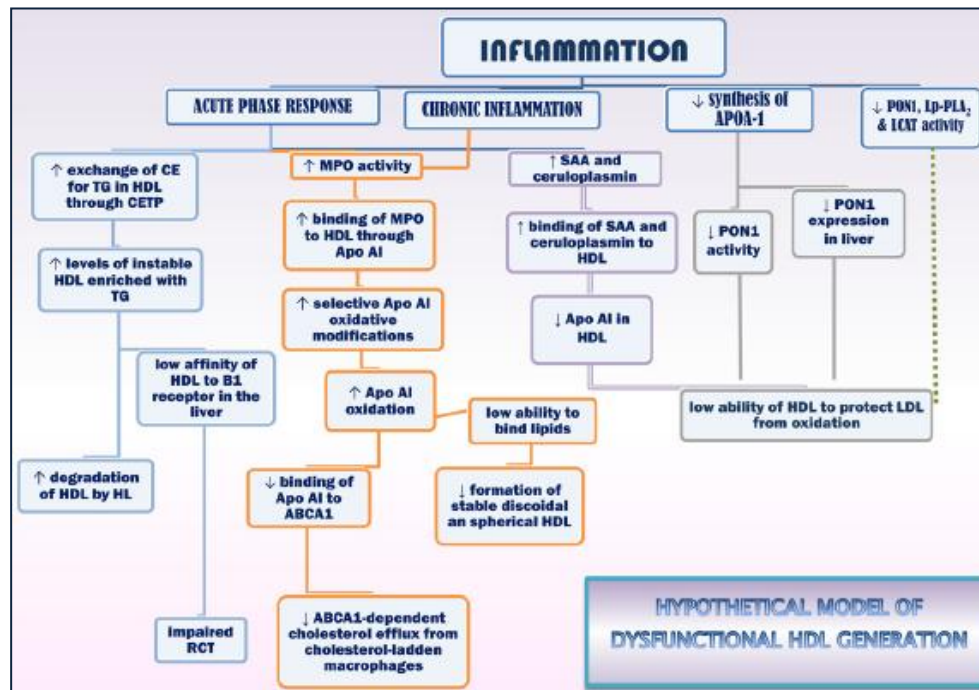 INFLAMMATION
ACUTE PHASE RESPONSE
CHRONIC INFLAMMATION
↓ synthesis of
APOA-1
↓ PON1, Lp-PLA₂
& LCAT activity
↑ exchange of CE
for TG in HDL
through CETP
↑ MPO activity
↑ SAA and
ceruloplasmin
↑ binding of MPO
to HDL through
Apo AI
↑ binding of SAA and
ceruloplasmin to
HDL
↓ PON1
activity
↓ PON1
expression
in liver
↑ levels of instable
HDL enriched with
TG
↑ selective Apo AI
oxidative
modifications
↓ Apo AI in
HDL
low affinity of
HDL to B1
receptor in the
liver
↑ Apo AI
oxidation
low ability to
bind lipids
low ability of HDL to protect LDL
from oxidation
↑ degradation
of HDL by HL
↓ binding of
Apo AI to
ABCA1
↓ formation of
stable discoidal
an spherical HDL
impaired
RCT
↓ ABCA1-dependent
cholesterol efflux from
cholesterol-ladden
macrophages
HYPOTHETICAL MODEL OF
DYSFUNCTIONAL HDL GENERATION